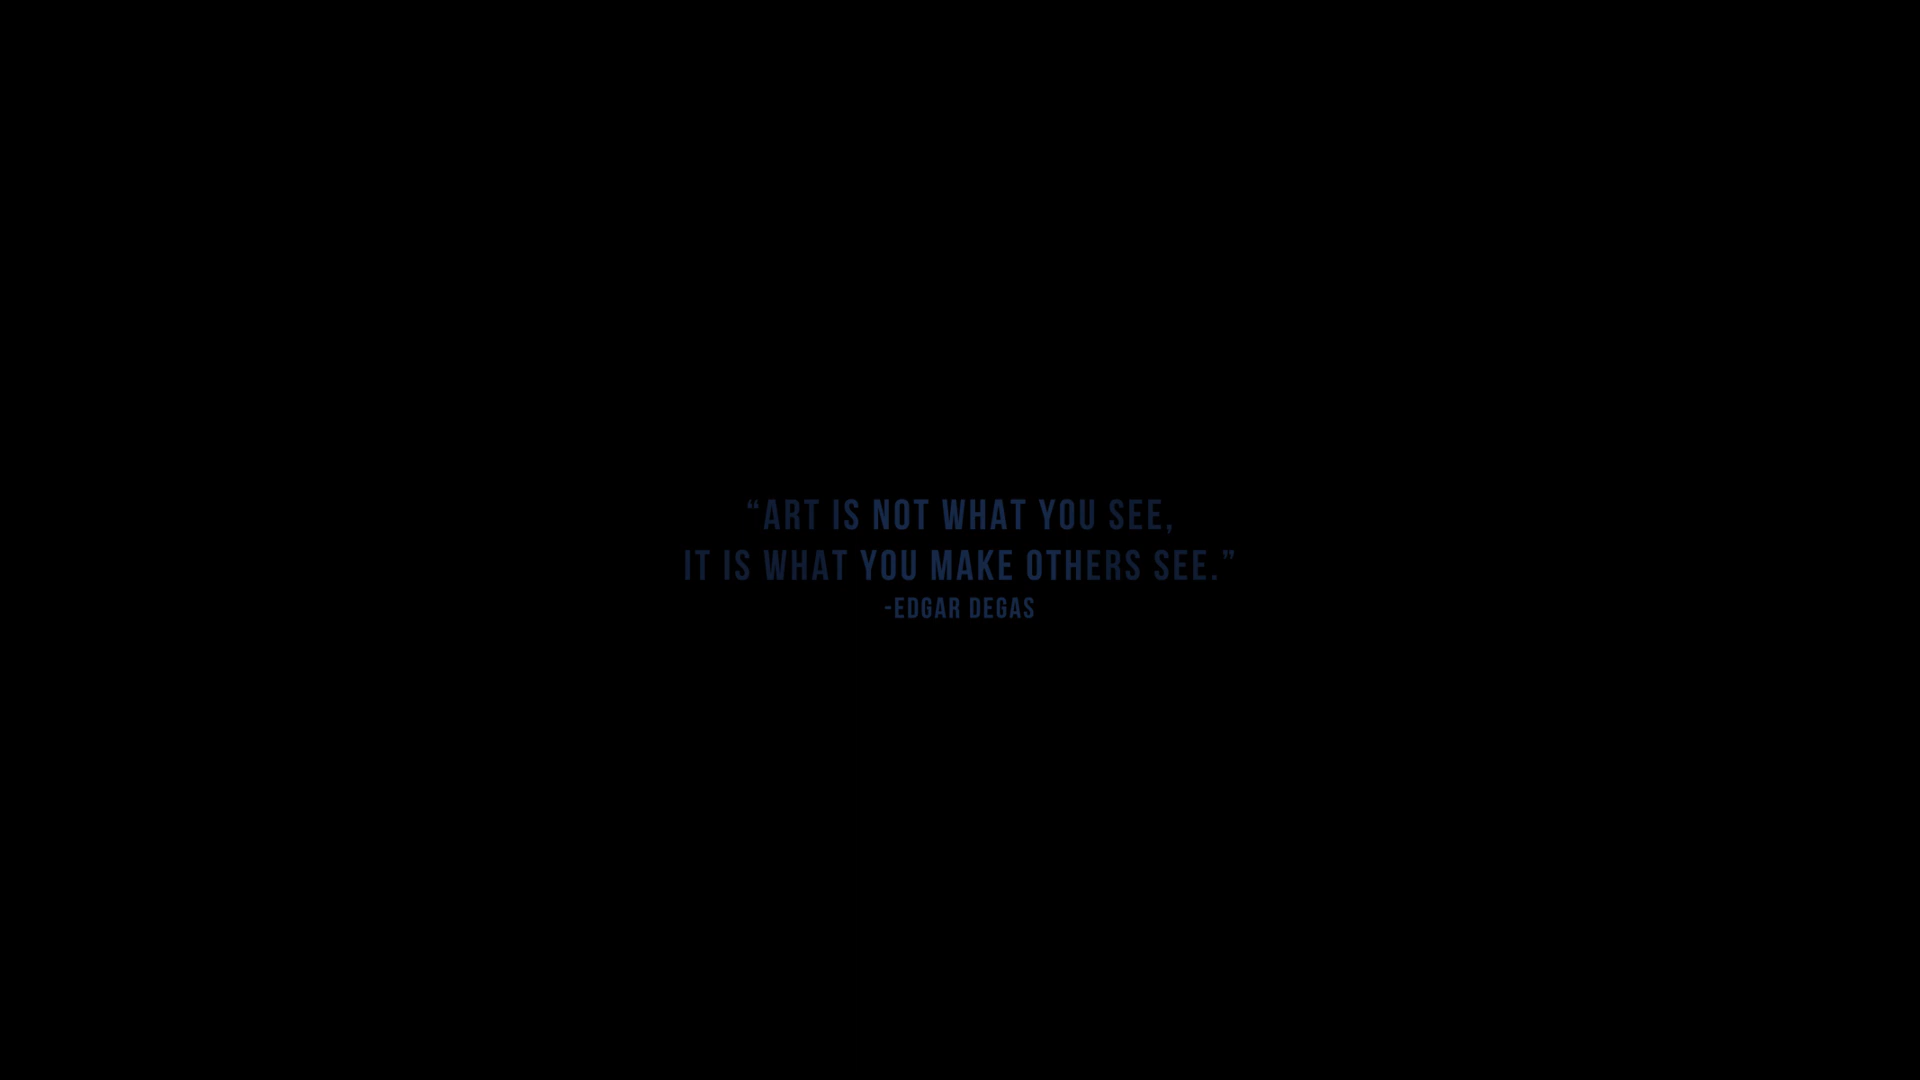 “ART IS NOT WHAT YOU SEE,
IT IS WHAT YOU MAKE OTHERS SEE.”
-EDGAR DEGAS